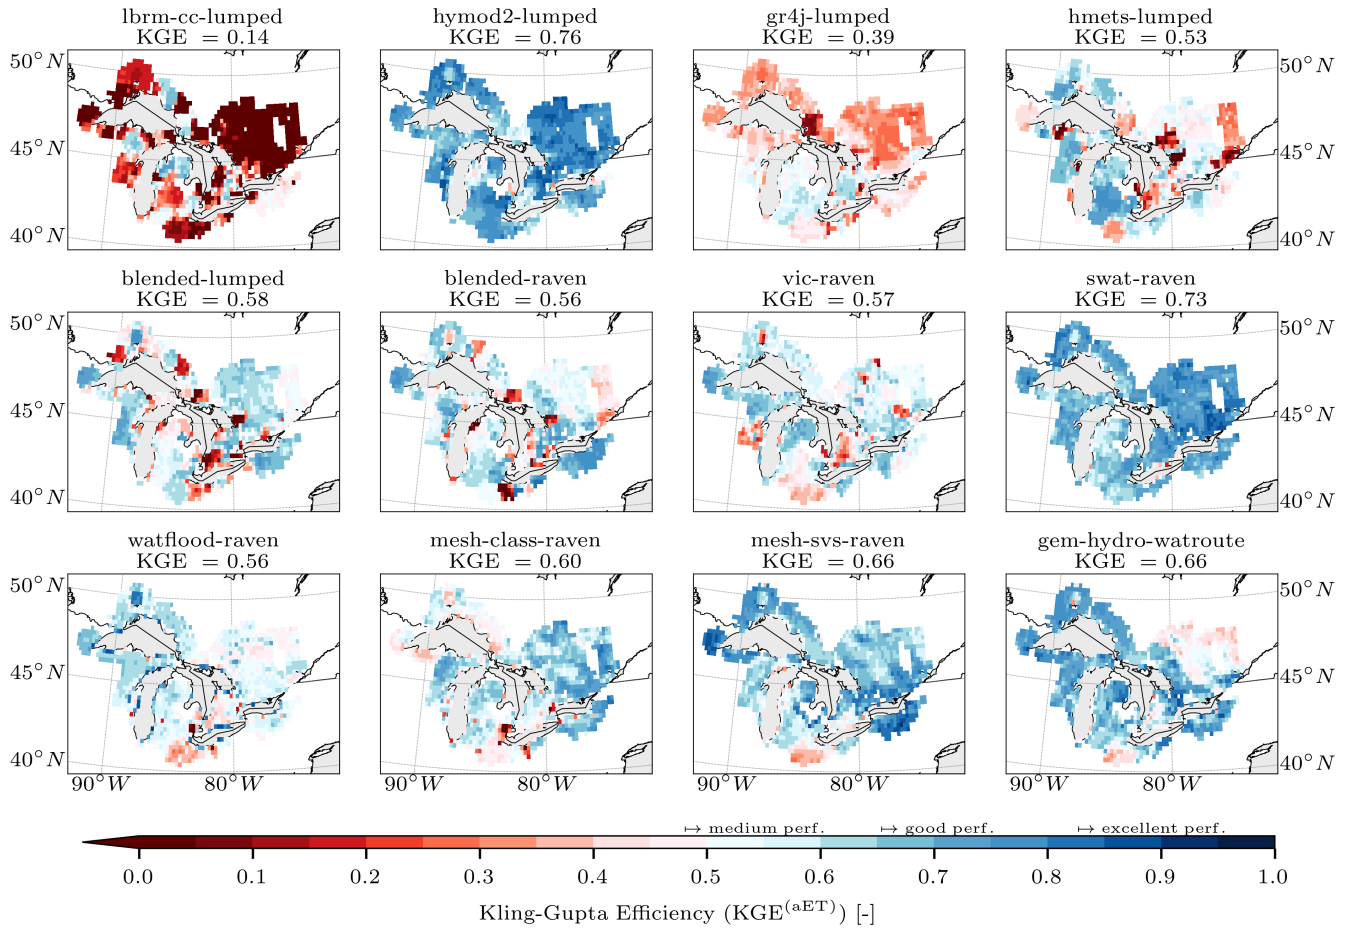 lbrm-cc-lumped
KGE = 0.14
hymod2-lumped
KGE = 0.76
gr4j-lumped
KGE = 0.39
hmets-lumped
KGE = 0.53
50°N
45°N
40°N
50°N
45°N
40°N
blended-lumped
KGE = 0.58
blended-raven
KGE = 0.56
vic-raven
KGE = 0.57
swat-raven
KGE = 0.73
50°N
45°N
40°N
50°N
45°N
40°N
watflood-raven
KGE = 0.56
mesh-class-raven
KGE = 0.60
mesh-svs-raven
KGE = 0.66
gem-hydro-watroute
KGE = 0.66
50°N
45°N
40°N
50°N
45°N
40°N
90°W 80°W
90°W 80°W
90°W 80°W
90°W 80°W
↦ medium perf. ↦ good perf. ↦ excellent perf.
0.0 0.1 0.2 0.3 0.4 0.5 0.6 0.7 0.8 0.9 1.0
Kling-Gupta Efficiency (KGE(aET)) [-]